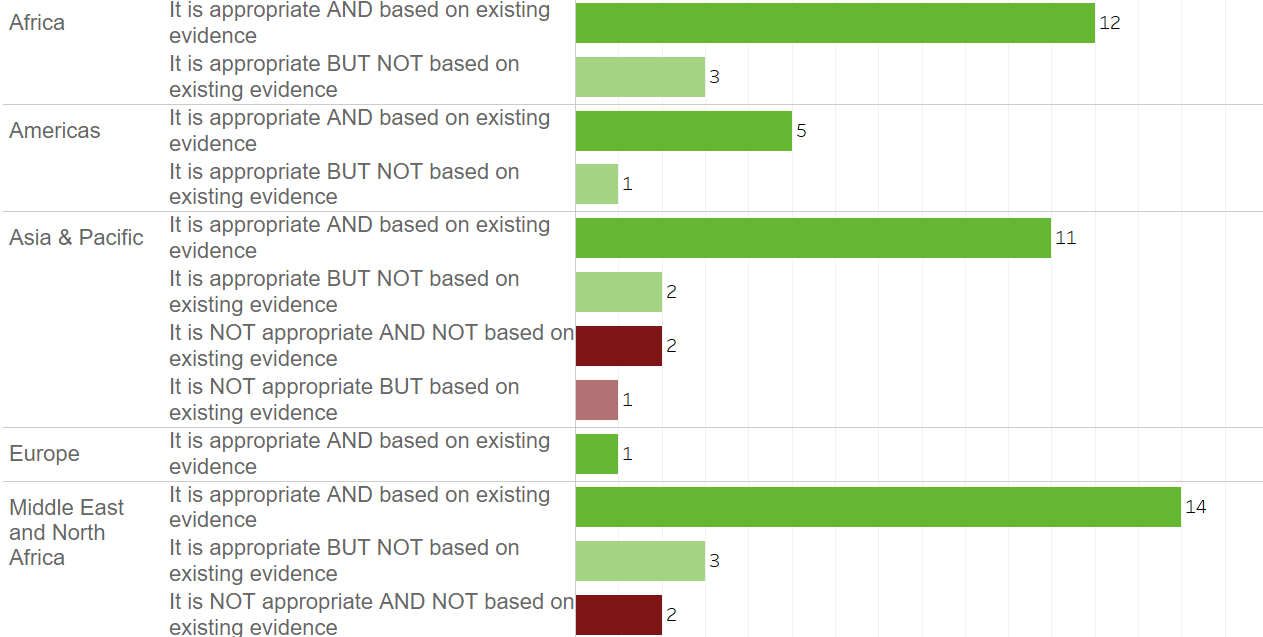 Africa
It is appropriate AND based on existing
evidence
12
It is appropriate BUT NOT based on
existing evidence
3
Americas
It is appropriate AND based on existing
evidence
5
It is appropriate BUT NOT based on
existing evidence
1
Asia & Pacific
It is appropriate AND based on existing
evidence
11
It is appropriate BUT NOT based on
existing evidence
2
It is NOT appropriate AND NOT based on
existing evidence
2
It is NOT appropriate BUT based on
existing evidence
1
Europe
It is appropriate AND based on existing
evidence
1
Middle East
and North
Africa
It is appropriate AND based on existing
evidence
14
It is appropriate BUT NOT based on
existing evidence
3
It is NOT appropriate AND NOT based on
existing evidence
2